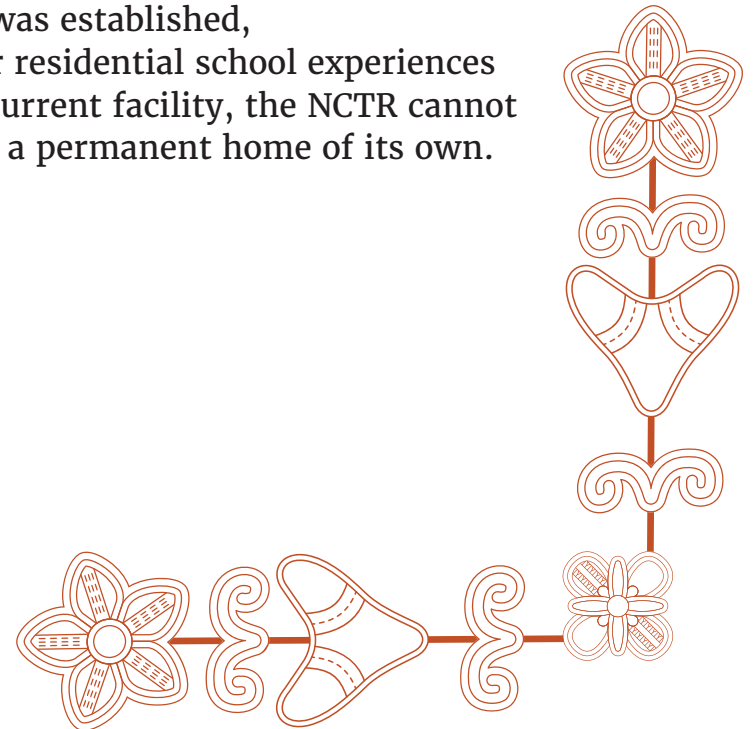 was established,
r residential school experiences
urrent facility, the NCTR cannot
a permanent home of its own.